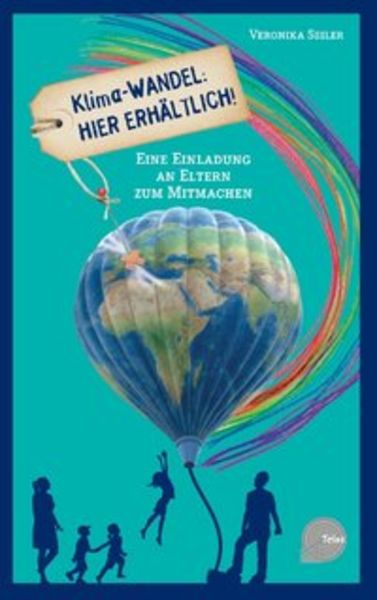 VERONIKA SISLER
Klima-WANDEL:
HIER ERHÄLTLICH!
EINE EINLADUNG
AN ELTERN
ZUM MITMACHEN
Telos